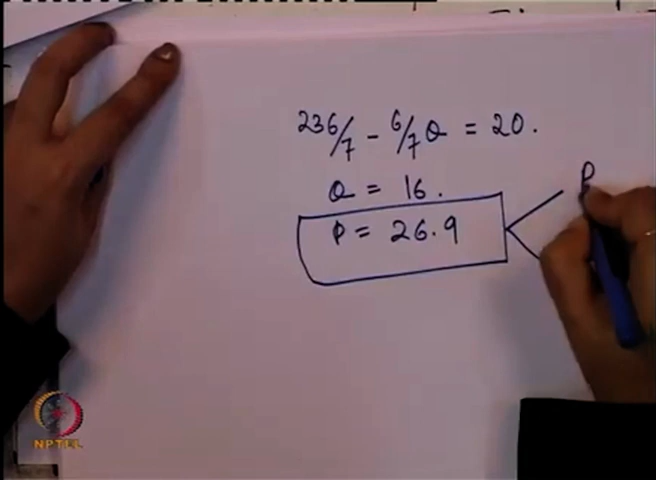 236/7 - 6/7 Q = 20.
Q = 16.
P = 26.9
P
NPTEL